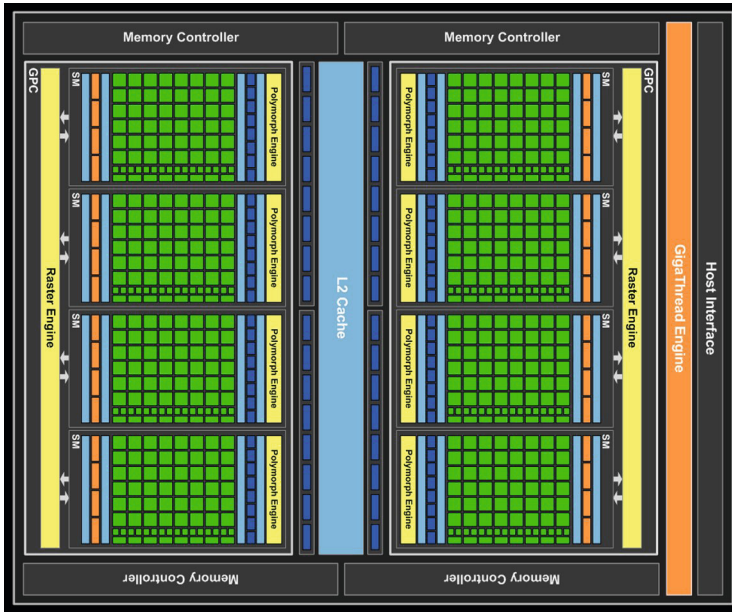 Memory Controller
Memory Controller
GPC
SM
Polymorph Engine
SM
Polymorph Engine
SM
Polymorph Engine
SM
Polymorph Engine
Raster Engine
L2 Cache
Polymorph Engine
SM
Polymorph Engine
SM
Polymorph Engine
SM
Polymorph Engine
SM
GPC
Raster Engine
GigaThread Engine
Host Interface
Memory Controller
Memory Controller